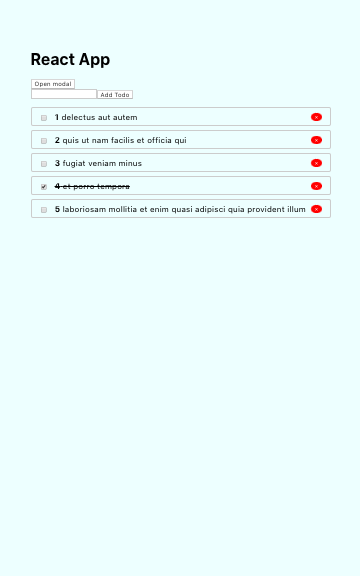 React App
Open modal
Add Todo
1 delectus aut autem
2 quis ut nam facilis et officia qui
3 fugiat veniam minus
4 et porro tempora
5 laboriosam mollitia et enim quasi adipisci quia provident illum